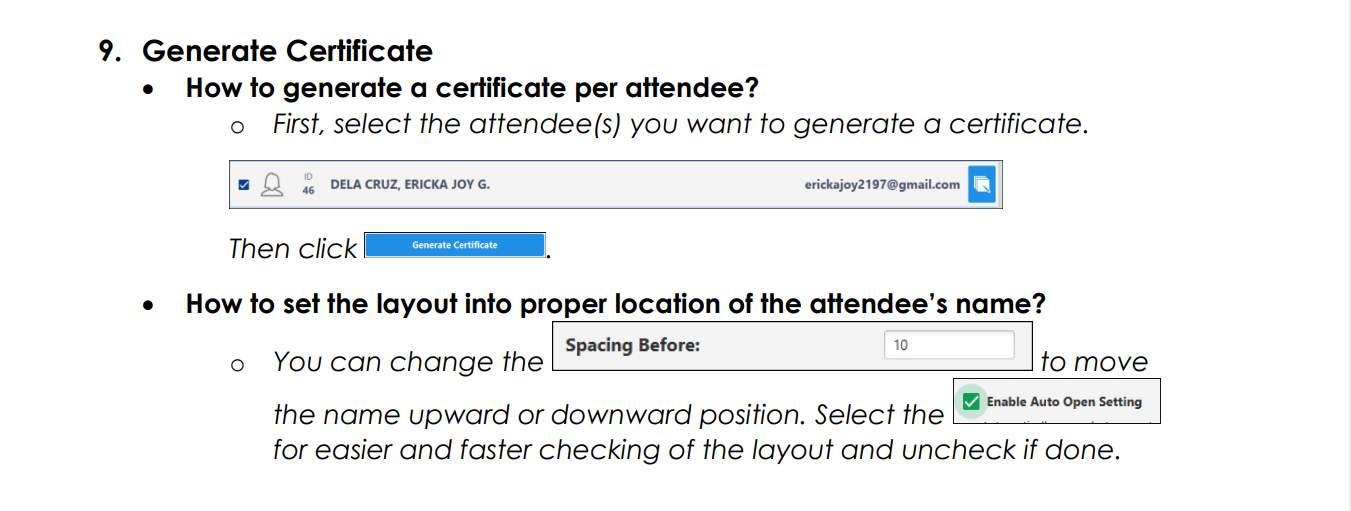 9. Generate Certificate
• How to generate a certificate per attendee?
o First, select the attendee(s) you want to generate a certificate.
ID
46 DELA CRUZ, ERICKA JOY G. erickajoy2197@gmail.com
Then click Generate Certificate.
• How to set the layout into proper location of the attendee's name?
o You can change the Spacing Before: 10 to move
the name upward or downward position. Select the Enable Auto Open Setting
for easier and faster checking of the layout and uncheck if done.